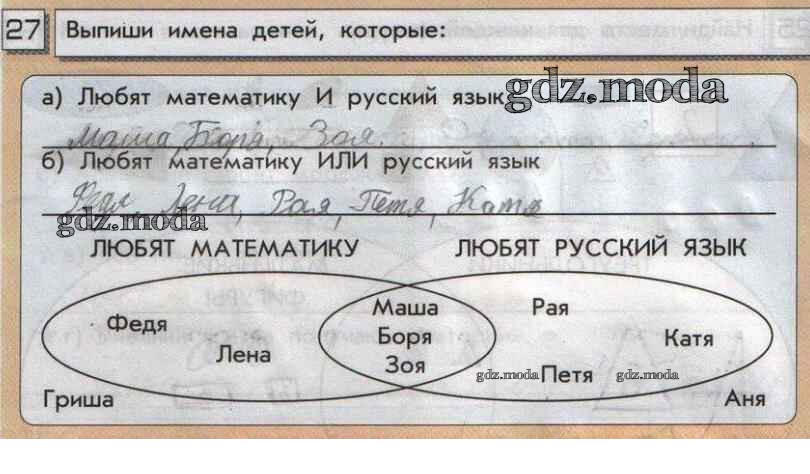 27 Выпиши имена детей, которые:
а) Любят математику И русский язык gdz.moda
Маша, Боря, Зоя.
б) Любят математику ИЛИ русский язык
Федя, Лена, Рая, Петя, Катя
gdz.moda
ЛЮБЯТ МАТЕМАТИКУ ЛЮБЯТ РУССКИЙ ЯЗЫК
Маша Рая
Федя Боря Катя
Лена Зоя
gdz.moda Петя gdz.moda
Гриша Аня